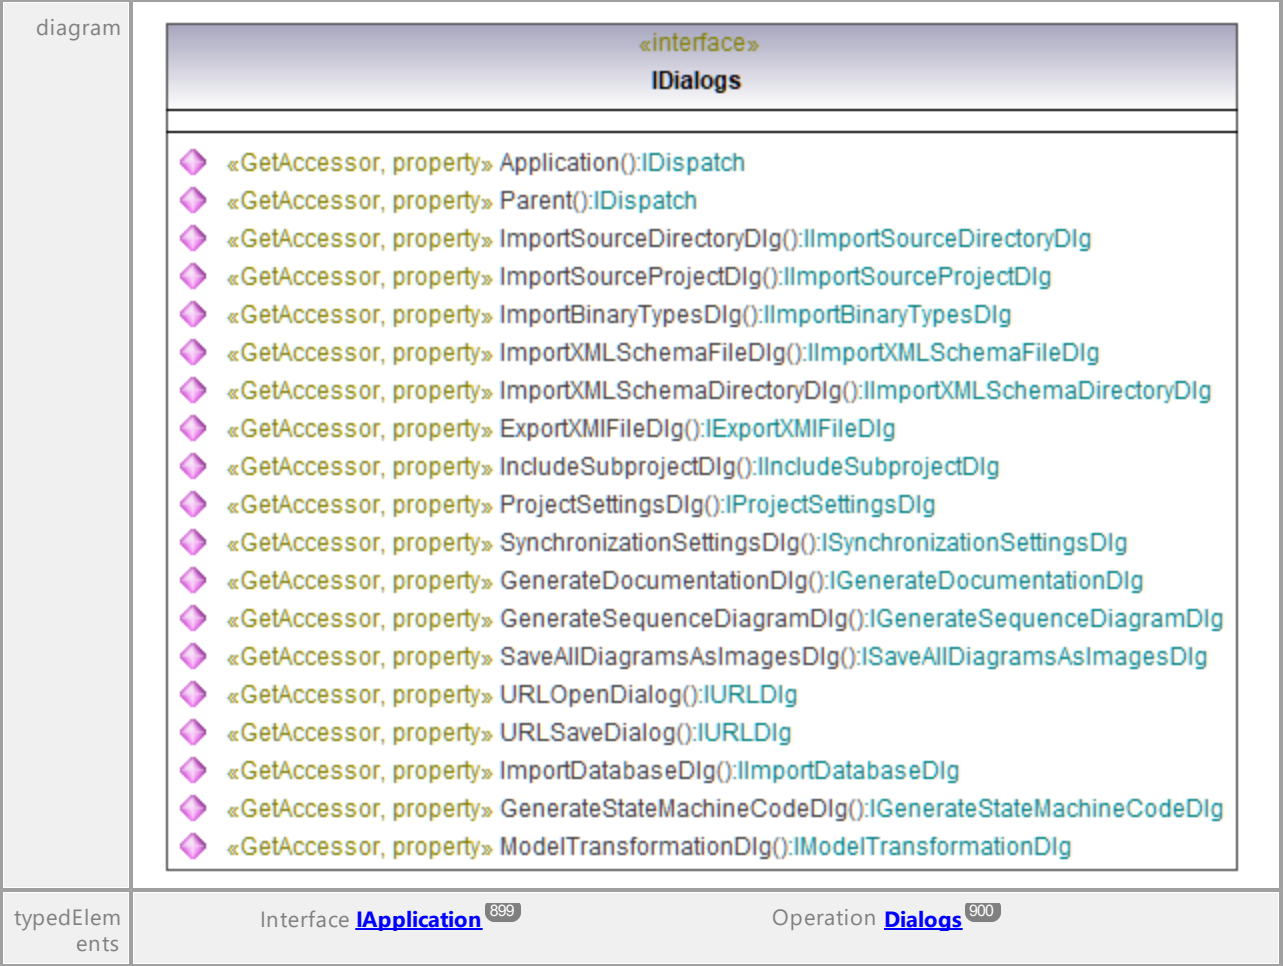 diagram
«interface»
IDialogs
«GetAccessor, property» Application():IDispatch
«GetAccessor, property» Parent():IDispatch
«GetAccessor, property» ImportSourceDirectoryDlg():IImportSourceDirectoryDlg
«GetAccessor, property» ImportSourceProjectDlg():IImportSourceProjectDlg
«GetAccessor, property» ImportBinaryTypesDlg():IImportBinaryTypesDlg
«GetAccessor, property» ImportXMLSchemaFileDlg():IImportXMLSchemaFileDlg
«GetAccessor, property» ImportXMLSchemaDirectoryDlg():IImportXMLSchemaDirectoryDlg
«GetAccessor, property» ExportXMIFileDlg():IExportXMIFileDlg
«GetAccessor, property» IncludeSubprojectDlg():IIncludeSubprojectDlg
«GetAccessor, property» ProjectSettingsDlg():IProjectSettingsDlg
«GetAccessor, property» SynchronizationSettingsDlg():ISynchronizationSettingsDlg
«GetAccessor, property» GenerateDocumentationDlg():IGenerateDocumentationDlg
«GetAccessor, property» GenerateSequenceDiagramDlg():IGenerateSequenceDiagramDlg
«GetAccessor, property» SaveAllDiagramsAsImagesDlg():ISaveAllDiagramsAsImagesDlg
«GetAccessor, property» URLOpenDialog():IURLDlg
«GetAccessor, property» URLSaveDialog():IURLDlg
«GetAccessor, property» ImportDatabaseDlg():IImportDatabaseDlg
«GetAccessor, property» GenerateStateMachineCodeDlg():IGenerateStateMachineCodeDlg
«GetAccessor, property» ModelTransformationDlg():IModelTransformationDlg
typedElem
ents
Interface IApplication 899
Operation Dialogs 900